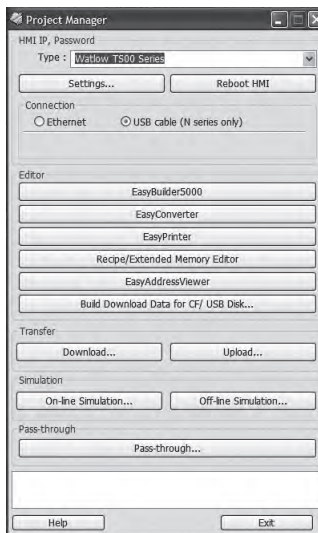 Project Manager
HMI IP, Password
Type : Watlow TS00 Series
Settings... Reboot HMI
Connection
Ethernet USB cable (N series only)
Editor
EasyBuilder5000
EasyConverter
EasyPrinter
Recipe/Extended Memory Editor
EasyAddressViewer
Build Download Data for CF/ USB Disk...
Transfer
Download... Upload...
Simulation
On-line Simulation... Off-line Simulation...
Pass-through
Pass-through...
Help Exit